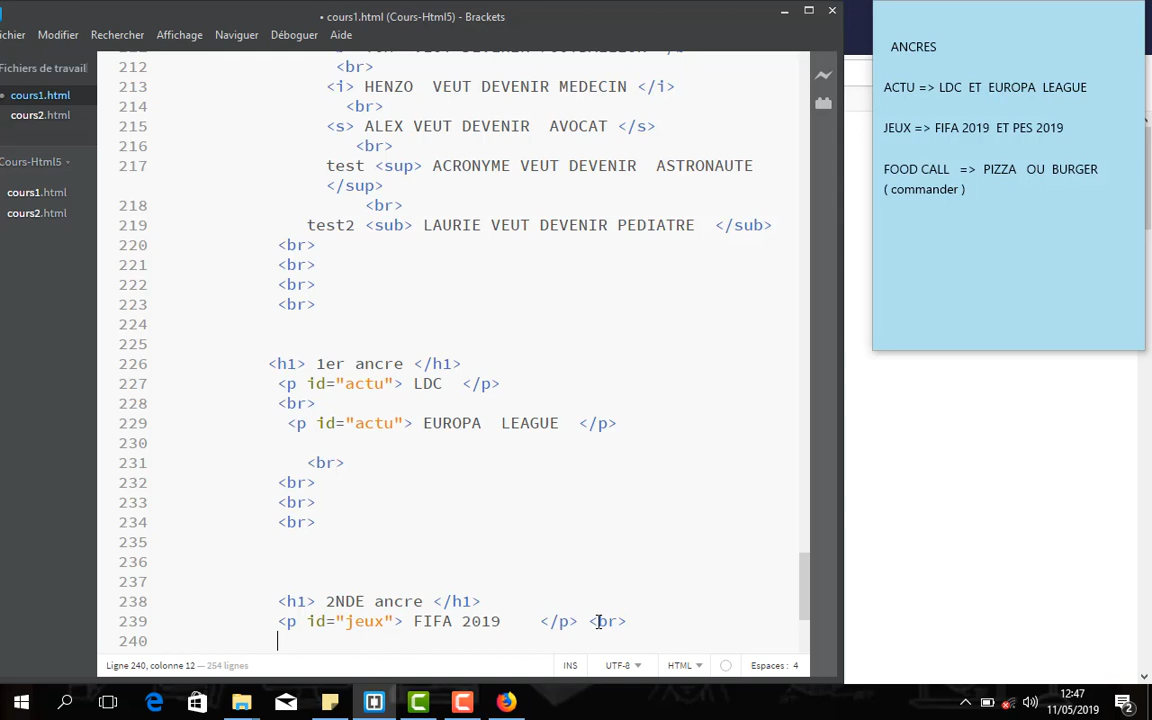 • cours1.html (Cours-Html5) - Brackets
ichier Modifier Rechercher Affichage Naviguer Déboguer Aide
Fichiers de travail
cours1.html
cours2.html
Cours-Html5
cours1.html
cours2.html
212 <br>
213 <i> HENZO VEUT DEVENIR MEDECIN </i>
214 <br>
215 <s> ALEX VEUT DEVENIR AVOCAT </s>
216 <br>
217 test <sup> ACRONYME VEUT DEVENIR ASTRONAUTE
</sup>
218 <br>
219 test2 <sub> LAURIE VEUT DEVENIR PEDIATRE </sub>
220 <br>
221 <br>
222 <br>
223 <br>
224
225
226 <h1> 1er ancre </h1>
227 <p id="actu"> LDC </p>
228 <br>
229 <p id="actu"> EUROPA LEAGUE </p>
230
231 <br>
232 <br>
233 <br>
234 <br>
235
236
237
238 <h1> 2NDE ancre </h1>
239 <p id="jeux"> FIFA 2019 </p> <br>
240
Ligne 240, colonne 12 — 254 lignes
INS UTF-8 HTML Espaces : 4
ANCRES
ACTU => LDC ET EUROPA LEAGUE
JEUX => FIFA 2019 ET PES 2019
FOOD CALL => PIZZA OU BURGER
( commander )
12:47
11/05/2019
2